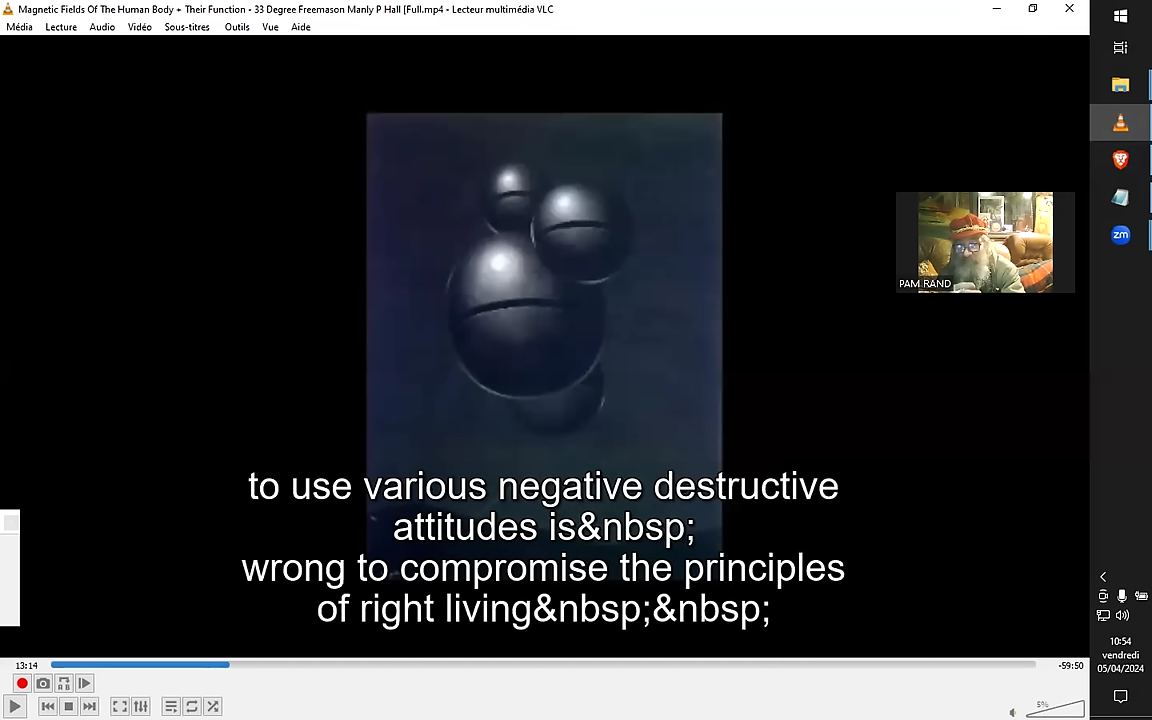 Magnetic Fields Of The Human Body + Their Function - 33 Degree Freemason Manly P Hall [Full.mp4 - Lecteur multimédia VLC
Média Lecture Audio Vidéo Sous-titres Outils Vue Aide
zm
PAM RAND
to use various negative destructive
attitudes is&nbsp;
wrong to compromise the principles
of right living&nbsp;&nbsp;
13:14
-59:50
5%
10:54
vendredi
05/04/2024